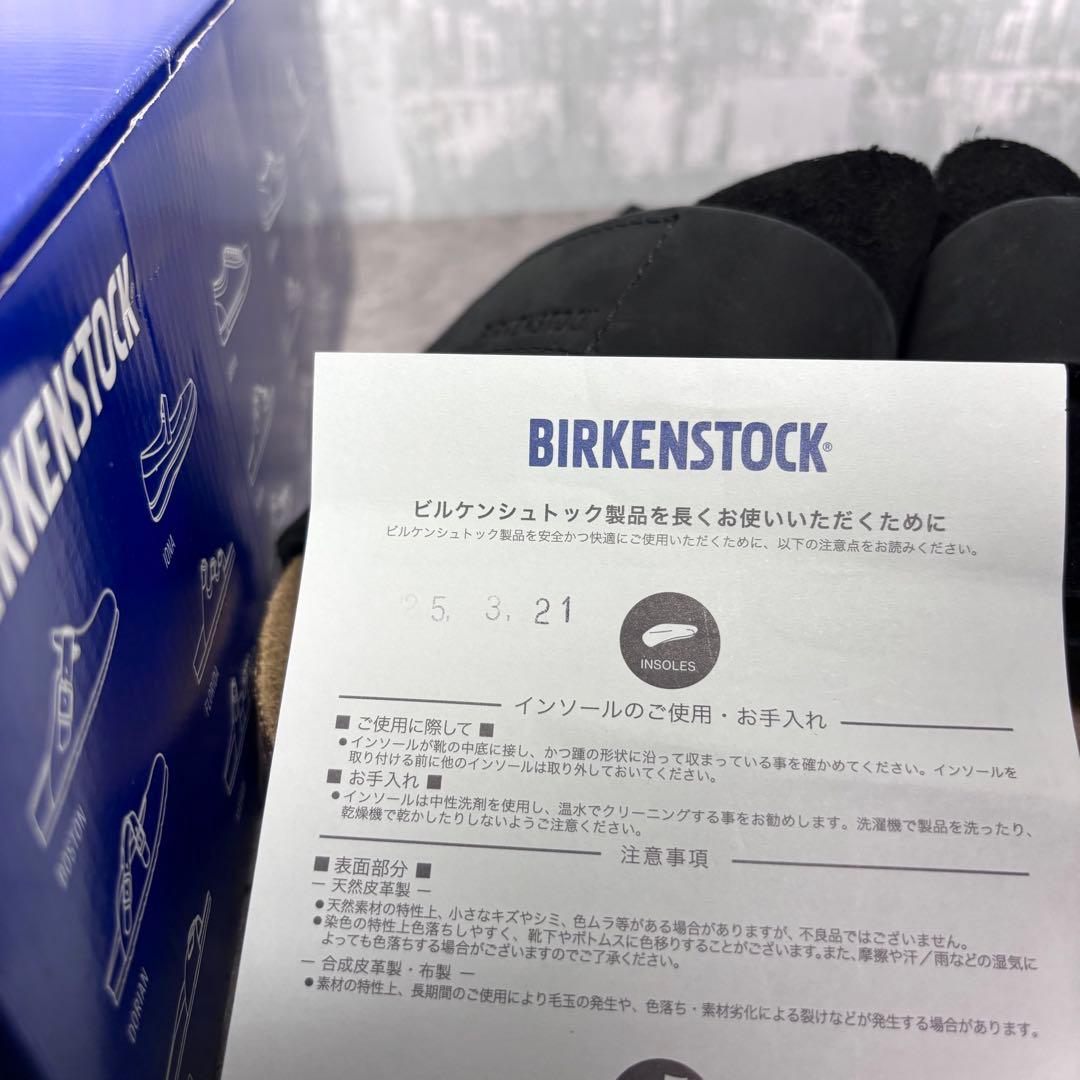 BIRKENSTOCK
IONA
FLORIDA
BOSTON
DORIAN
BIRKENSTOCK®
ビルケンシュトック製品を長くお使いいただくために
ビルケンシュトック製品を安全かつ快適にご使用いただくために、以下の注意点をお読みください。
'25, 3, 21
INSOLES
インソールのご使用・お手入れ
■ ご使用に際して ■
●インソールが靴の中底に接し、かつ踵の形状に沿って収まっている事を確かめてください。インソールを
取り付ける前に他のインソールは取り外しておいてください。
■ お手入れ ■
●インソールは中性洗剤を使用し、温水でクリーニングする事をお勧めします。洗濯機で製品を洗ったり、
乾燥機で乾かしたりしないようご注意ください。
注意事項
■ 表面部分 ■
― 天然皮革製 ―
●天然素材の特性上、小さなキズやシミ、色ムラ等がある場合がありますが、不良品ではございません。
●染色の特性上色落ちしやすく、靴下やボトムスに色移りすることがございます。また、摩擦や汗/雨などの湿気に
よっても色落ちする場合がございますのでご了承ください。
― 合成皮革製・布製 ―
●素材の特性上、長期間のご使用により毛玉の発生や、色落ち・素材劣化による裂けなどが発生する場合があります。